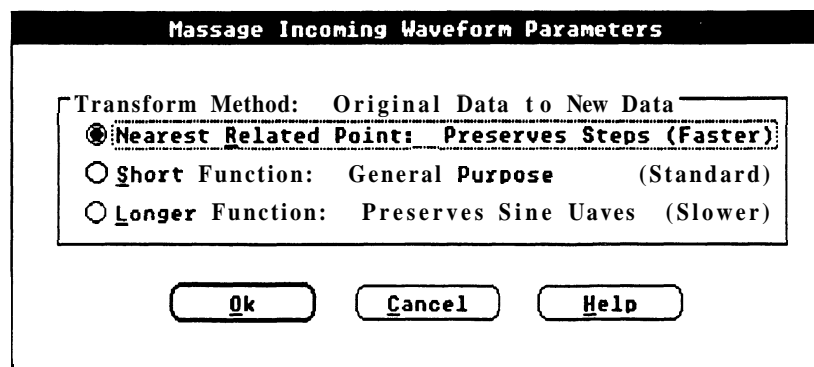 Massage Incoming Waveform Parameters
Transform Method: Original Data to New Data
Nearest Related Point: Preserves Steps (Faster)
Short Function: General Purpose (Standard)
Longer Function: Preserves Sine Uaves (Slower)
Ok Cancel Help